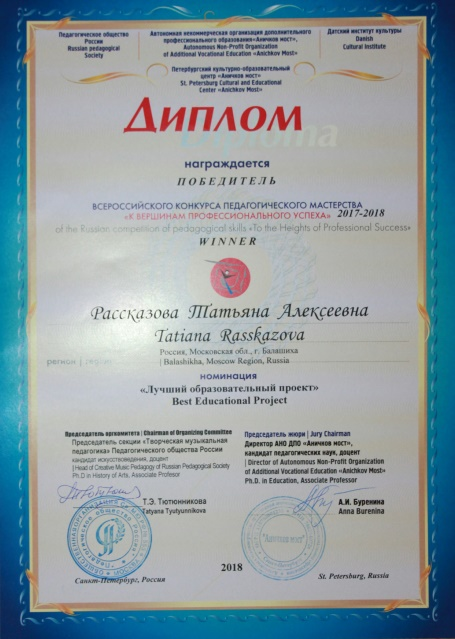 Педагогическое общество
России
Russian pedagogical
Society
Автономная некоммерческая организация дополнительного
профессионального образования «Аничков мост»,
Autonomous Non-Profit Organization
of Additional Vocational Education «Anichkov Most»
Датский институт культуры
Danish
Cultural Institute
Петербургский культурно-образовательный
центр «Аничков мост»
St. Petersburg Cultural and Educational
Center «Anichkov Most»
ДИПЛОМ
Diploma
награждается
ПОБЕДИТЕЛЬ
ВСЕРОССИЙСКОГО КОНКУРСА ПЕДАГОГИЧЕСКОГО МАСТЕРСТВА
«К ВЕРШИНАМ ПРОФЕССИОНАЛЬНОГО УСПЕХА» 2017-2018
of the Russian competition of pedagogical skills «To the Heights of Professional Success»
WINNER
Рассказова Татьяна Алексеевна
Tatiana Rasskazova
Россия, Московская обл., г. Балашиха
регион | Balashikha, Moscow Region, Russia
номинация
«Лучший образовательный проект»
Best Educational Project
Председатель оргкомитета | Chairman of Organizing Committee
Председатель секции «Творческая музыкальная
педагогика» Педагогического общества России
кандидат искусствоведения, доцент
| Head of Creative Music Pedagogy of Russian Pedagogical Society
Ph.D in History of Arts, Associate Profesor
Т.Э. Тютюнникова
Tatyana Tyutyunnikova
Санкт-Петербург, Россия
Председатель жюри | Jury Chairman
Директор АНО ДПО «Аничков мост»,
кандидат педагогических наук, доцент
| Director of Autonomous Non-Profit Organization
of Additional Vocational Education «Anichkov Most»
Ph.D. in Education, Associate Professor
А.И. Буренина
Anna Burenina
"Аничков мост"
2018
St. Petersburg, Russia